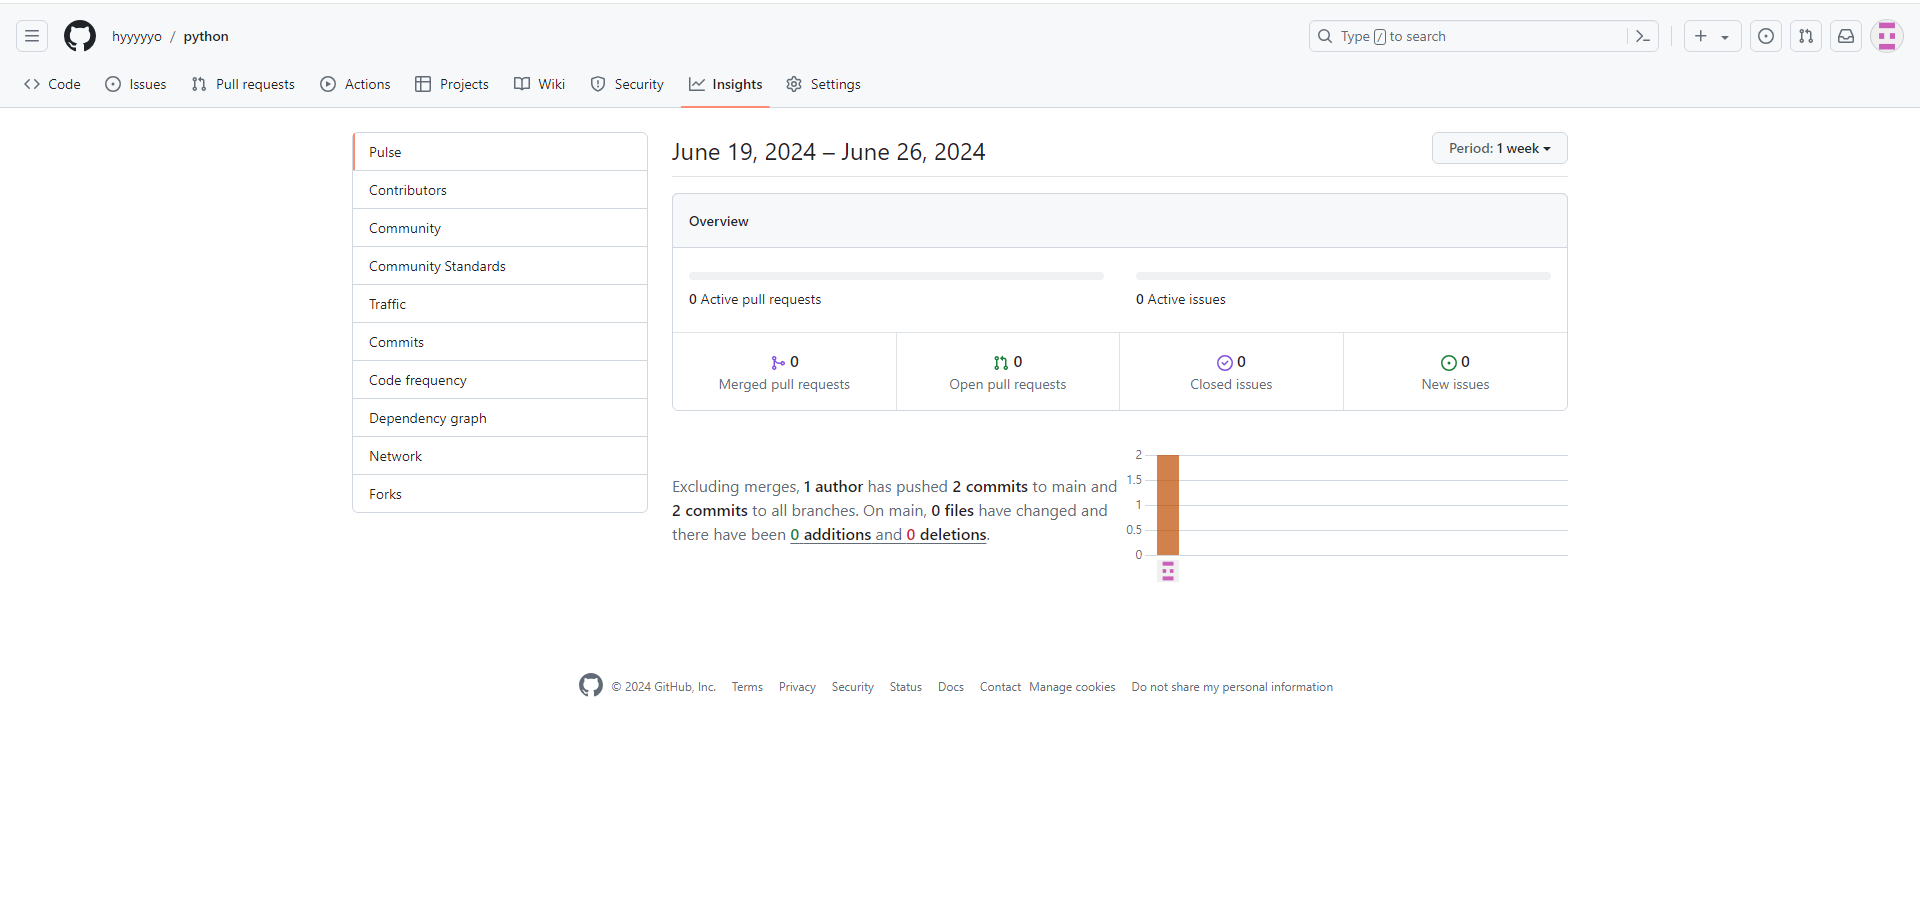 hyyyyyo / python
Type / to search
Code Issues Pull requests Actions Projects Wiki Security Insights Settings
Pulse
Contributors
Community
Community Standards
Traffic
Commits
Code frequency
Dependency graph
Network
Forks
June 19, 2024 – June 26, 2024
Period: 1 week
Overview
0 Active pull requests
0 Active issues
0
Merged pull requests
0
Open pull requests
0
Closed issues
0
New issues
Excluding merges, 1 author has pushed 2 commits to main and
2 commits to all branches. On main, 0 files have changed and
there have been 0 additions and 0 deletions.
2
1.5
1
0.5
0
© 2024 GitHub, Inc. Terms Privacy Security Status Docs Contact Manage cookies Do not share my personal information